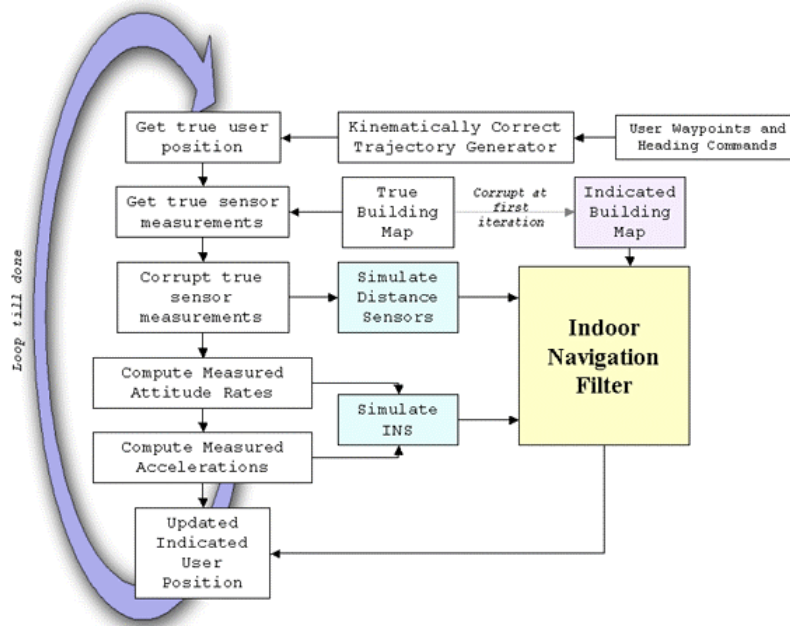 Get true user
position
Kinematically Correct
Trajectory Generator
User Waypoints and
Heading Commands
Get true sensor
measurements
True
Building
Map
Corrupt at
first
iteration
Indicated
Building
Map
Corrupt true
sensor
measurements
Simulate
Distance
Sensors
Indoor
Navigation
Filter
Loop till done
Compute Measured
Attitude Rates
Simulate
INS
Compute Measured
Accelerations
Updated
Indicated
User
Position